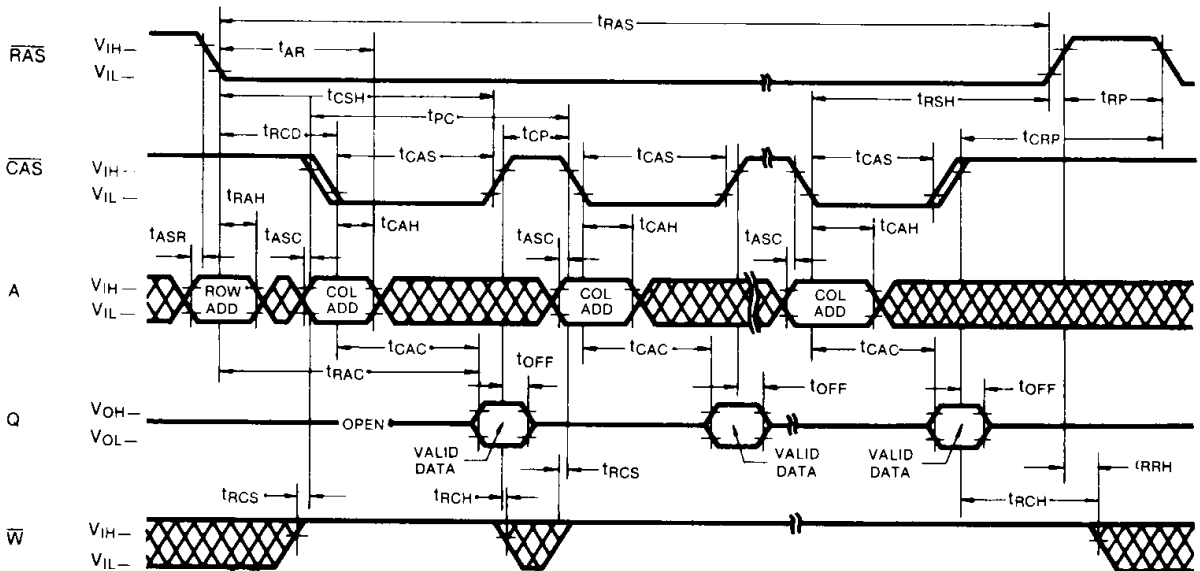 tRAS
RAS
VIH
VIL
tAR
tCSH
tRSH
tRP
tPC
tRCD
tCP
tCRP
CAS
VIH
VIL
tCAS
tCAS
tCAS
tRAH
tCAH
tCAH
tCAH
tASR
tASC
tASC
tASC
A
VIH
VIL
ROW ADD
COL ADD
COL ADD
COL ADD
tCAC
tCAC
tCAC
tRAC
tOFF
tOFF
tOFF
Q
VOH
VOL
OPEN
VALID DATA
VALID DATA
VALID DATA
tRCS
tRRH
tRCS
tRCH
tRCH
W
VIH
VIL